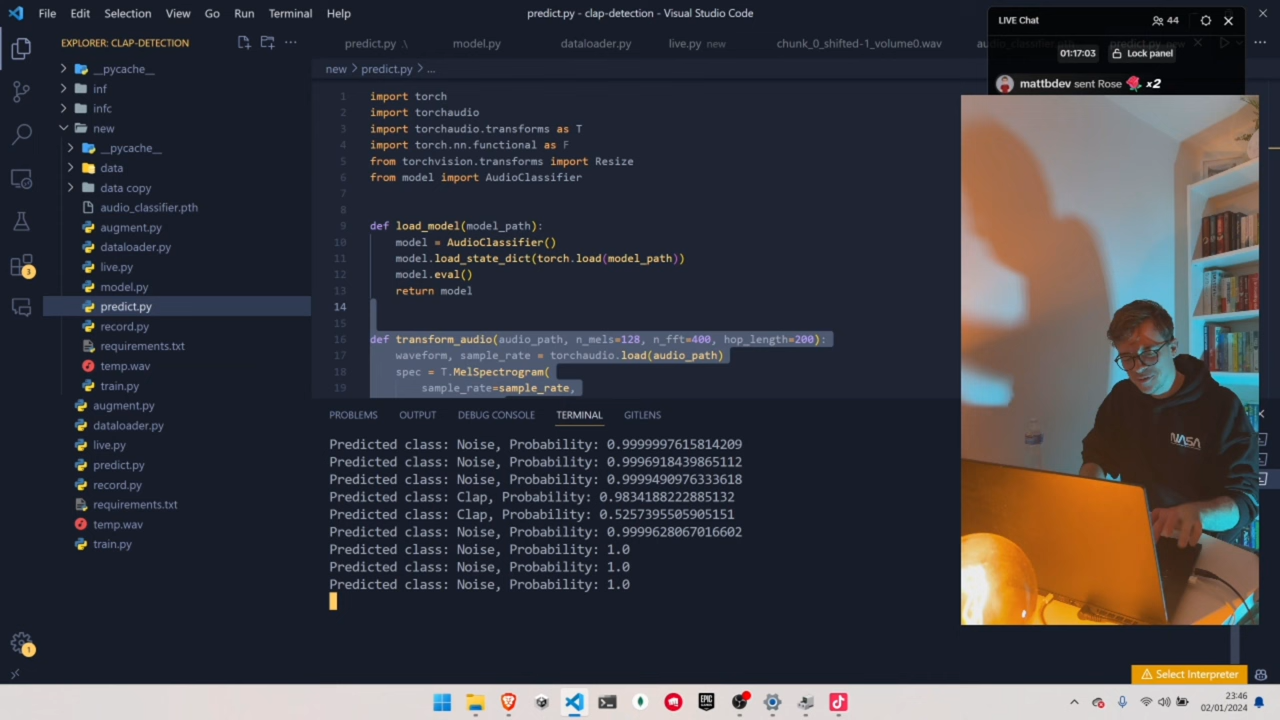 File Edit Selection View Go Run Terminal Help
predict.py - clap-detection - Visual Studio Code
EXPLORER: CLAP-DETECTION
__pycache__
inf
infc
new
__pycache__
data
data copy
audio_classifier.pth
augment.py
dataloader.py
live.py
model.py
predict.py
record.py
requirements.txt
temp.wav
train.py
augment.py
dataloader.py
live.py
predict.py
record.py
requirements.txt
temp.wav
train.py
3
1
predict.py .\ model.py dataloader.py live.py new chunk_0_shifted-1_volume0.wav audio_classifier.pth predict.py new
new > predict.py > ...
1 import torch
2 import torchaudio
3 import torchaudio.transforms as T
4 import torch.nn.functional as F
5 from torchvision.transforms import Resize
6 from model import AudioClassifier
7
8
9 def load_model(model_path):
10 model = AudioClassifier()
11 model.load_state_dict(torch.load(model_path))
12 model.eval()
13 return model
14
15
16 def transform_audio(audio_path, n_mels=128, n_fft=400, hop_length=200):
17 waveform, sample_rate = torchaudio.load(audio_path)
18 spec = T.MelSpectrogram(
19 sample_rate=sample_rate,
PROBLEMS OUTPUT DEBUG CONSOLE TERMINAL GITLENS
Predicted class: Noise, Probability: 0.9999997615814209
Predicted class: Noise, Probability: 0.9996918439865112
Predicted class: Noise, Probability: 0.9999490976333618
Predicted class: Clap, Probability: 0.9834188222885132
Predicted class: Clap, Probability: 0.5257395505905151
Predicted class: Noise, Probability: 0.9999628067016602
Predicted class: Noise, Probability: 1.0
Predicted class: Noise, Probability: 1.0
Predicted class: Noise, Probability: 1.0
LIVE Chat 44
01:17:03 Lock panel
mattbdev sent Rose x2
NASA
Select Interpreter
EPIC GAMES
23:46
02/01/2024